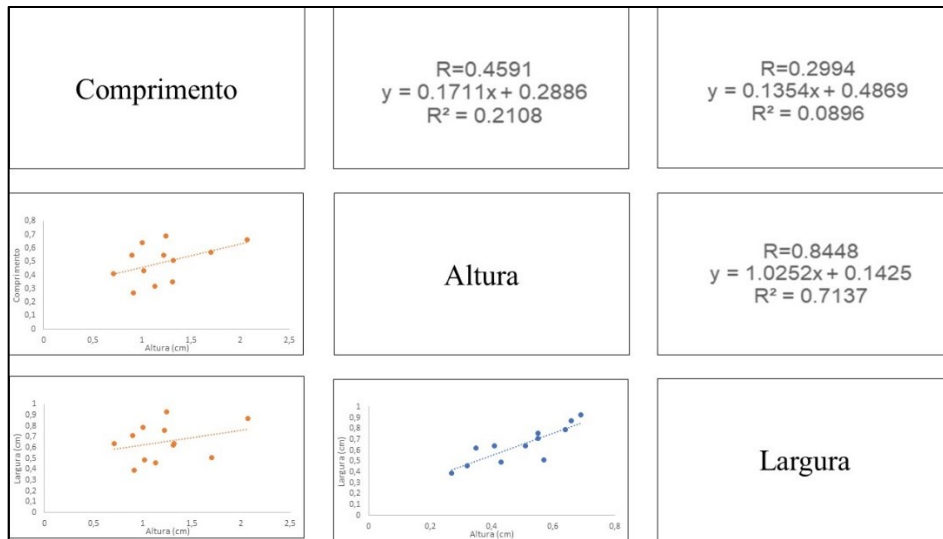 Comprimento
R=0.4591
y = 0.1711x + 0.2886
R² = 0.2108
R=0.2994
y = 0.1354x + 0.4869
R² = 0.0896
Comprimento
0,8
0,7
0,6
0,5
0,4
0,3
0,2
0,1
0
0 0,5 1 1,5 2 2,5
Altura (cm)
Altura
R=0.8448
y = 1.0252x + 0.1425
R² = 0.7137
Largura (cm)
1
0,9
0,8
0,7
0,6
0,5
0,4
0,3
0,2
0,1
0
0 0,5 1 1,5 2 2,5
Altura (cm)
Largura (cm)
1
0,9
0,8
0,7
0,6
0,5
0,4
0,3
0,2
0,1
0
0 0,2 0,4 0,6 0,8
Altura (cm)
Largura